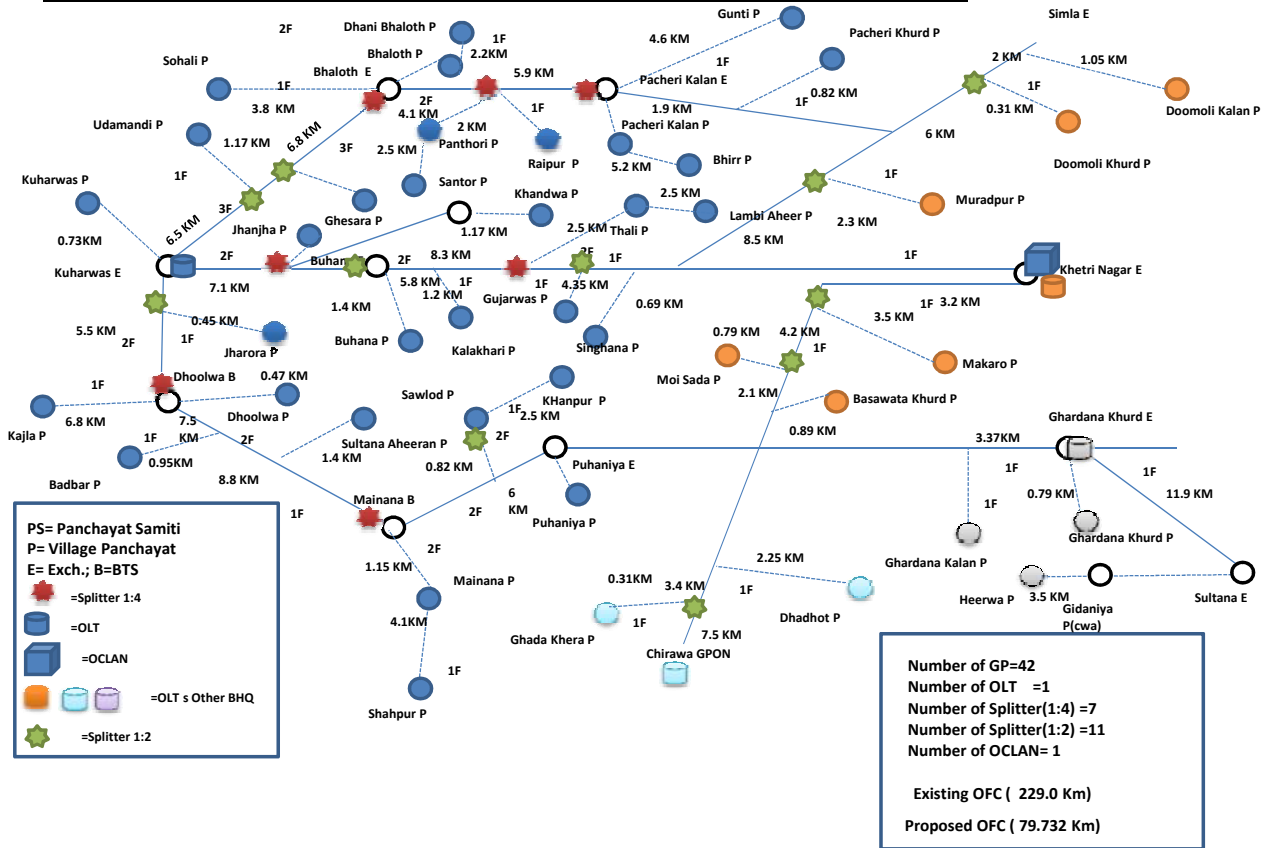 2F
Dhani Bhaloth P
Gunti P
Simla E
1F
4.6 KM
Pacheri Khurd P
Bhaloth P
2.2KM
2 KM
Sohali P
1F
1.05 KM
Bhaloth E
5.9 KM
Pacheri Kalan E
1F
1F
0.82 KM
1F
3.8 KM
2F
1F
1.9 KM
1F
0.31 KM
Doomoli Kalan P
4.1 KM
Udamandi P
2 KM
Pacheri Kalan P
6 KM
6.8 KM
Panthori P
1.17 KM
3F
2.5 KM
Raipur P
5.2 KM
Bhirr P
Doomoli Khurd P
Kuharwas P
1F
Santor P
Khandwa P
2.5 KM
1F
Muradpur P
3F
Ghesara P
Jhanjha P
Lambi Aheer P
2.3 KM
6.5 KM
1.17 KM
2.5 KM
Thali P
0.73KM
8.5 KM
2F
Buhan
2F
8.3 KM
2F
1F
1F
Kuharwas E
Khetri Nagar E
7.1 KM
5.8 KM
1F
1F
4.35 KM
1.2 KM
Gujarwas P
0.69
1F
3.2 KM
1.4 KM
3.5 KM
0.45 KM
5.5 KM
2F
1F
Jharora P
Buhana P
Kalakhari P
Singhana P
0.79 KM
4.2 KM
1F
Makaro P
Moi Sada P
Dhoolwa B
0.47 KM
1F
Sawlod P
KHanpur P
2.1 KM
Basawata Khurd P
6.8 KM
7.5
KM
Dhoolwa P
1F
2.5 KM
Ghardana Khurd E
Kajla P
1F
2F
Sultana Aheeran P
2F
0.89 KM
3.37KM
0.95KM
1.4 KM
0.82 KM
Puhaniya E
1F
1F
Badbar P
8.8 KM
6
KM
0.79 KM
11.9 KM
Mainana B
1F
2F
Puhaniya P
1F
Ghardana Khurd P
2F
Ghardana Kalan P
1.15 KM
Mainana P
2.25 KM
0.31KM
3.4 KM
1F
Heerwa P
3.5 KM
Gidaniya
P(cwa)
Sultana E
4.1KM
1F
Dhadhot P
Ghada Khera P
7.5 KM
Chirawa GPON
1F
Shahpur P
PS= Panchayat Samiti
P= Village Panchayat
E= Exch.; B=BTS
=Splitter 1:4
=OLT
=OCLAN
=OLT s Other BHQ
=Splitter 1:2
Number of GP=42
Number of OLT =1
Number of Splitter(1:4) =7
Number of Splitter(1:2) =11
Number of OCLAN= 1
Existing OFC ( 229.0 Km)
Proposed OFC ( 79.732 Km)